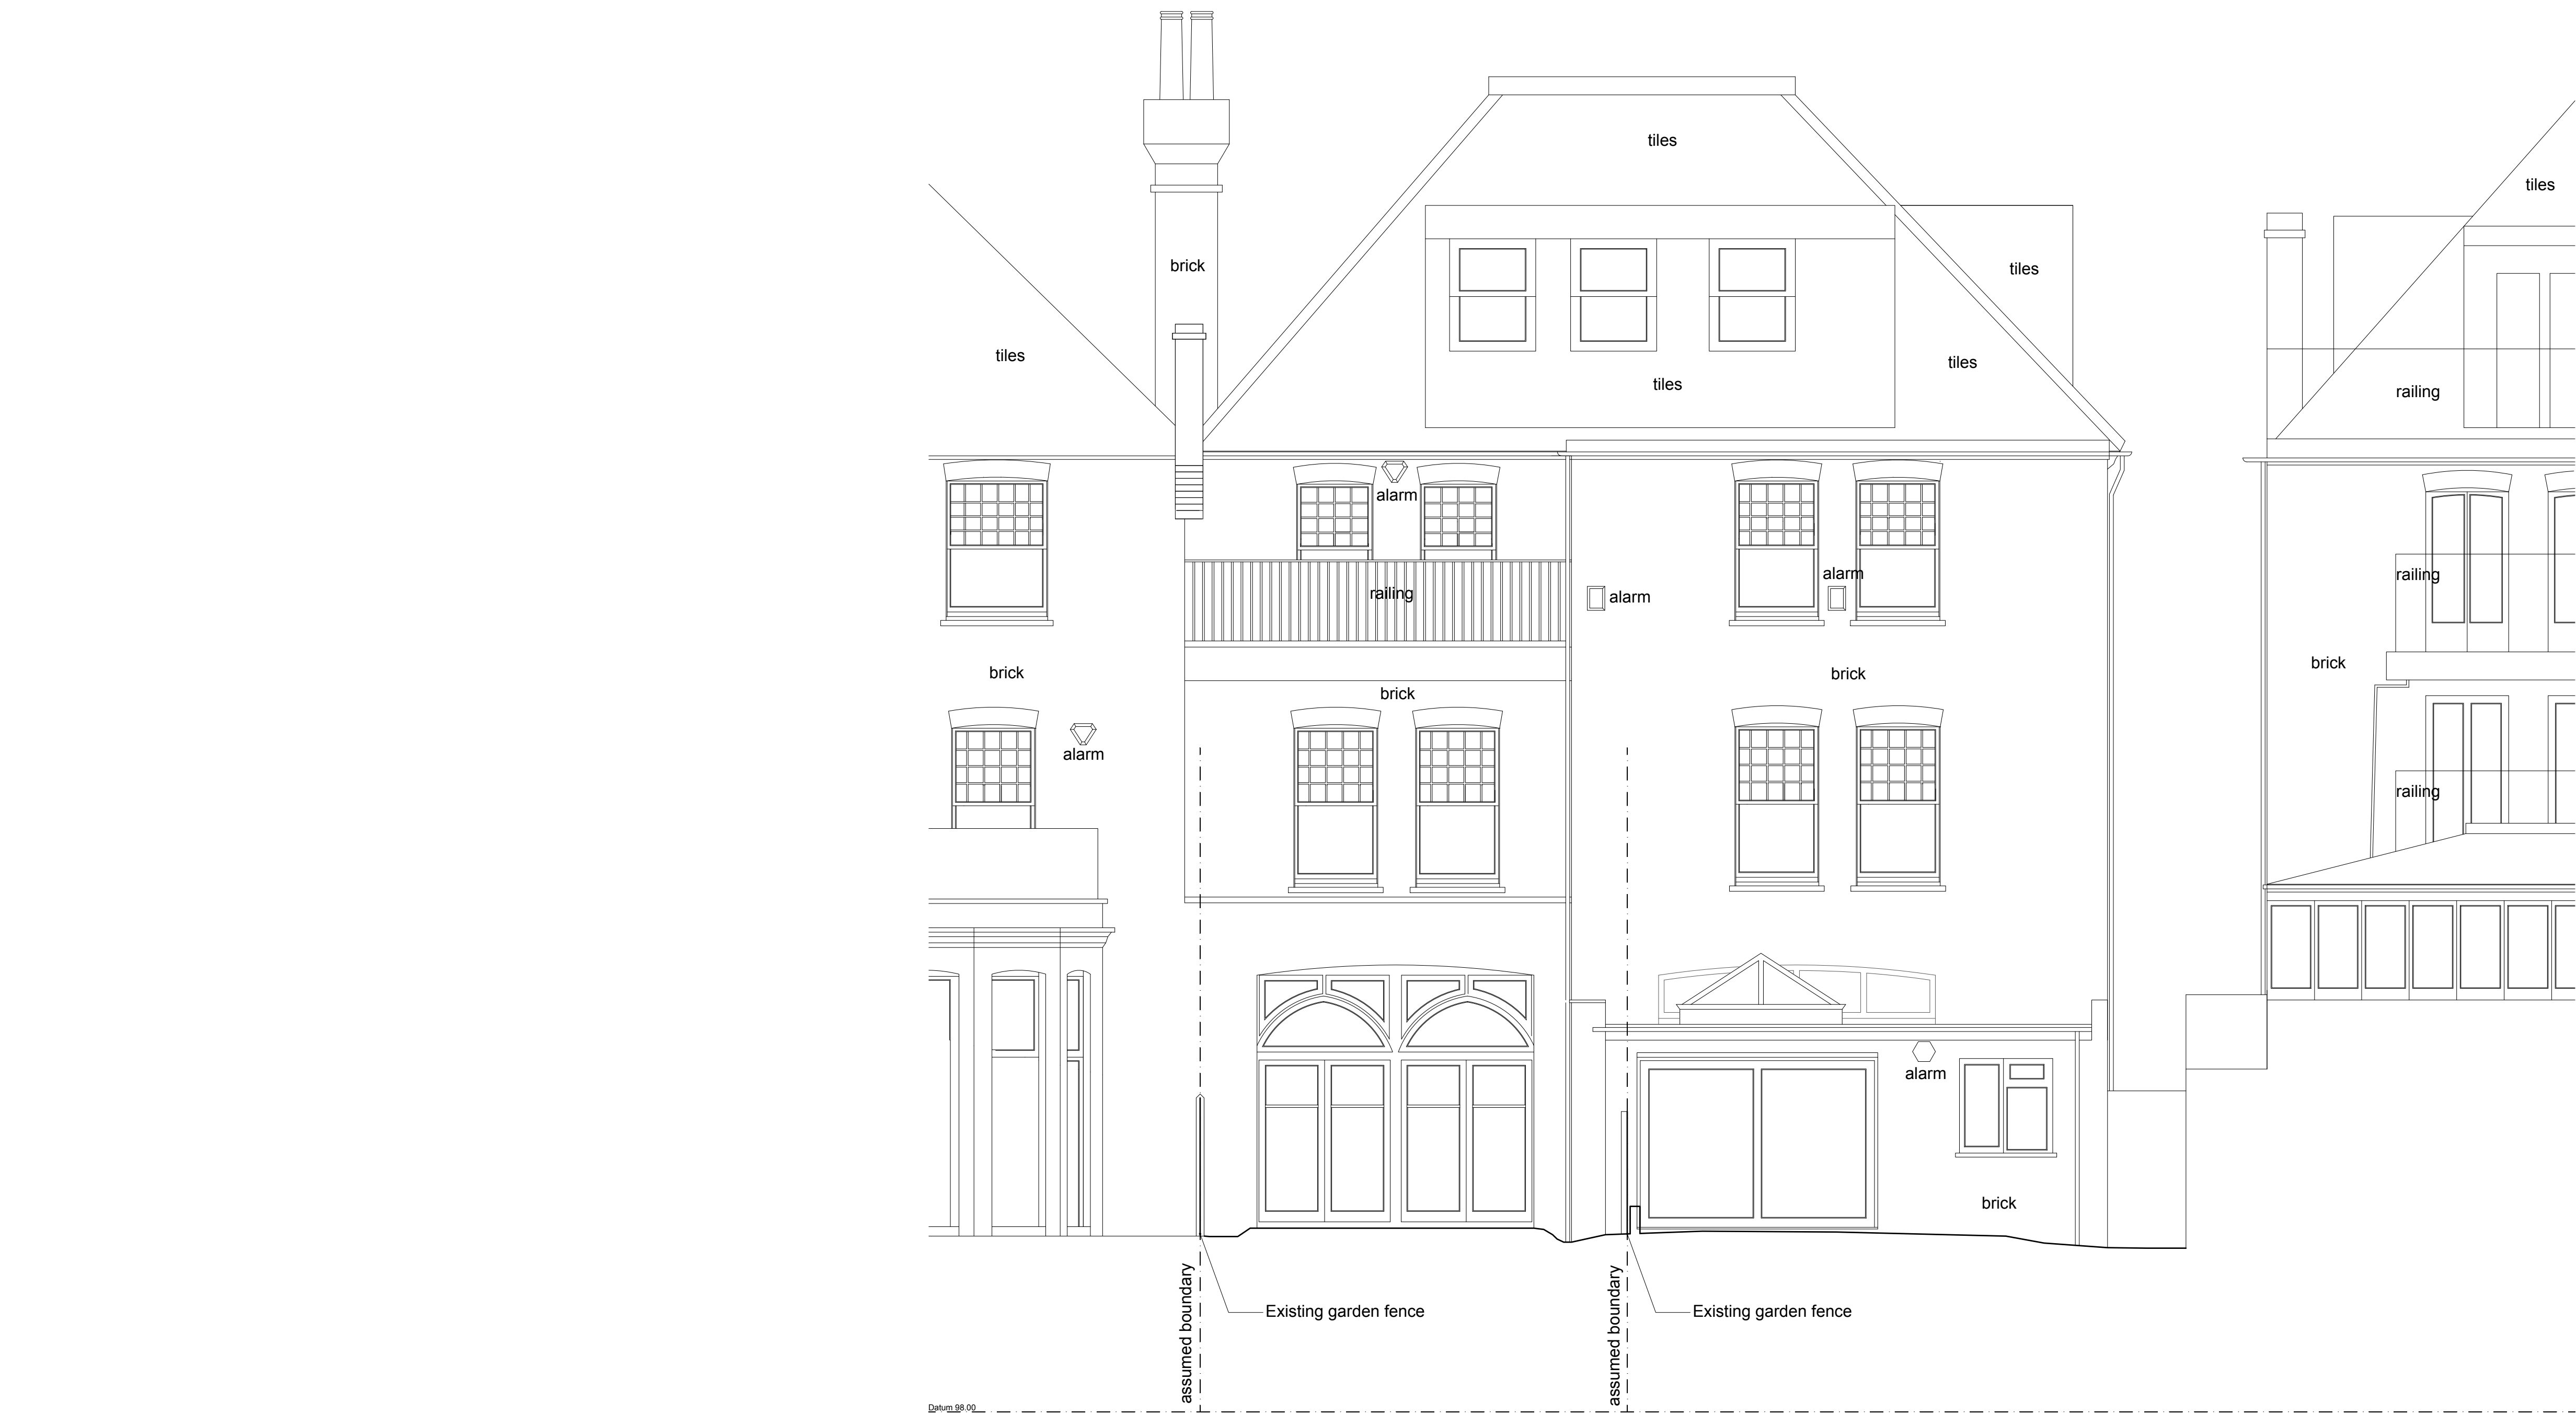 tiles
tiles
brick
tiles
tiles
tiles
tiles
tiles
railing
alarm
railing
alarm
alarm
railing
brick
brick
brick
brick
alarm
railing
alarm
brick
Existing garden fence
Existing garden fence
assumed boundary
assumed boundary
Datum 98.00